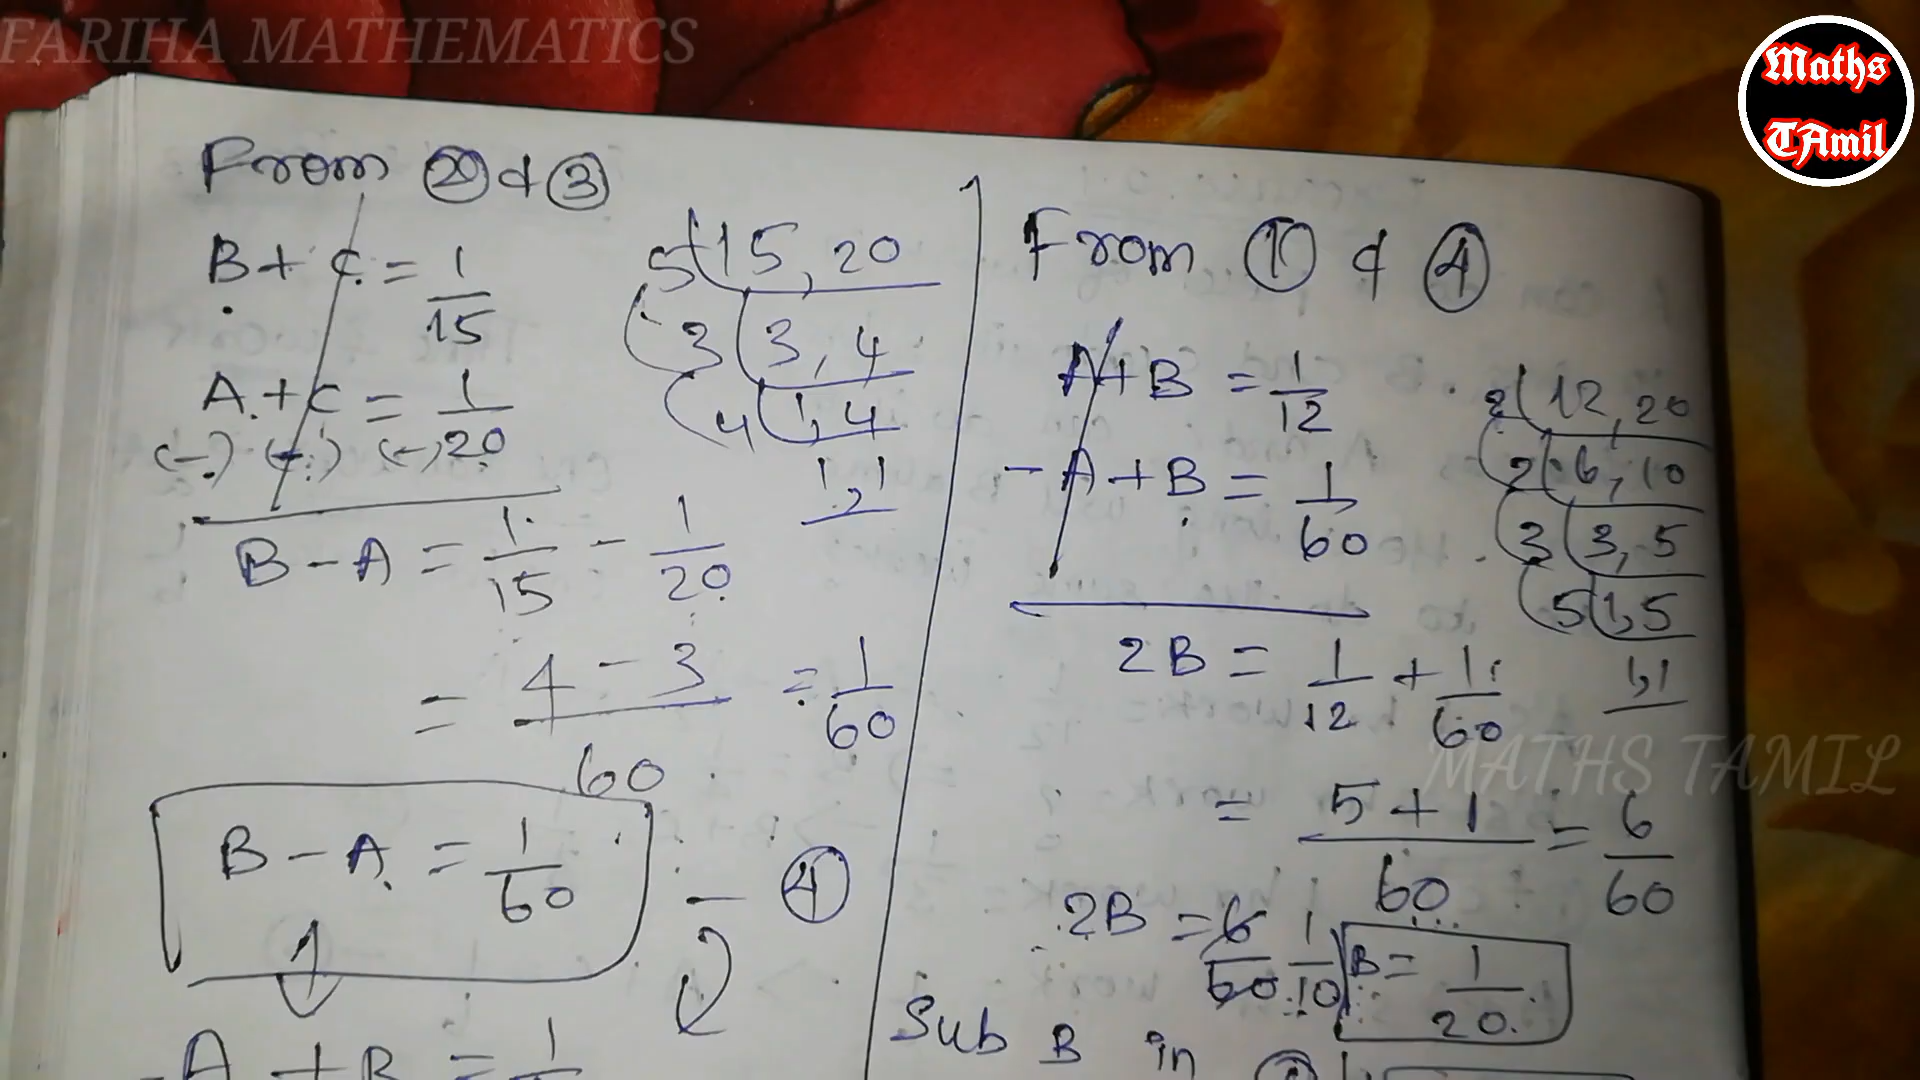 FARIHA MATHEMATICS
Maths
TAmil
From ② & ③
B + C = 1/15
A + C = 1/20
(-) (-) (-)
B - A = 1/15 - 1/20
= 4 - 3 / 60 = 1/60
B - A = 1/60 - ④
-A + B = 1
5 | 15, 20
3 | 3, 4
4 | 1, 4
1, 1
From ① & ④
A + B = 1/12
- A + B = 1/60
2B = 1/12 + 1/60
= 5 + 1 / 60 = 6/60
2B = 6/60 1/10
B = 1/20
Sub B in
2 | 12, 20
2 | 6, 10
3 | 3, 5
5 | 1, 5
1, 1
MATHS TAMIL